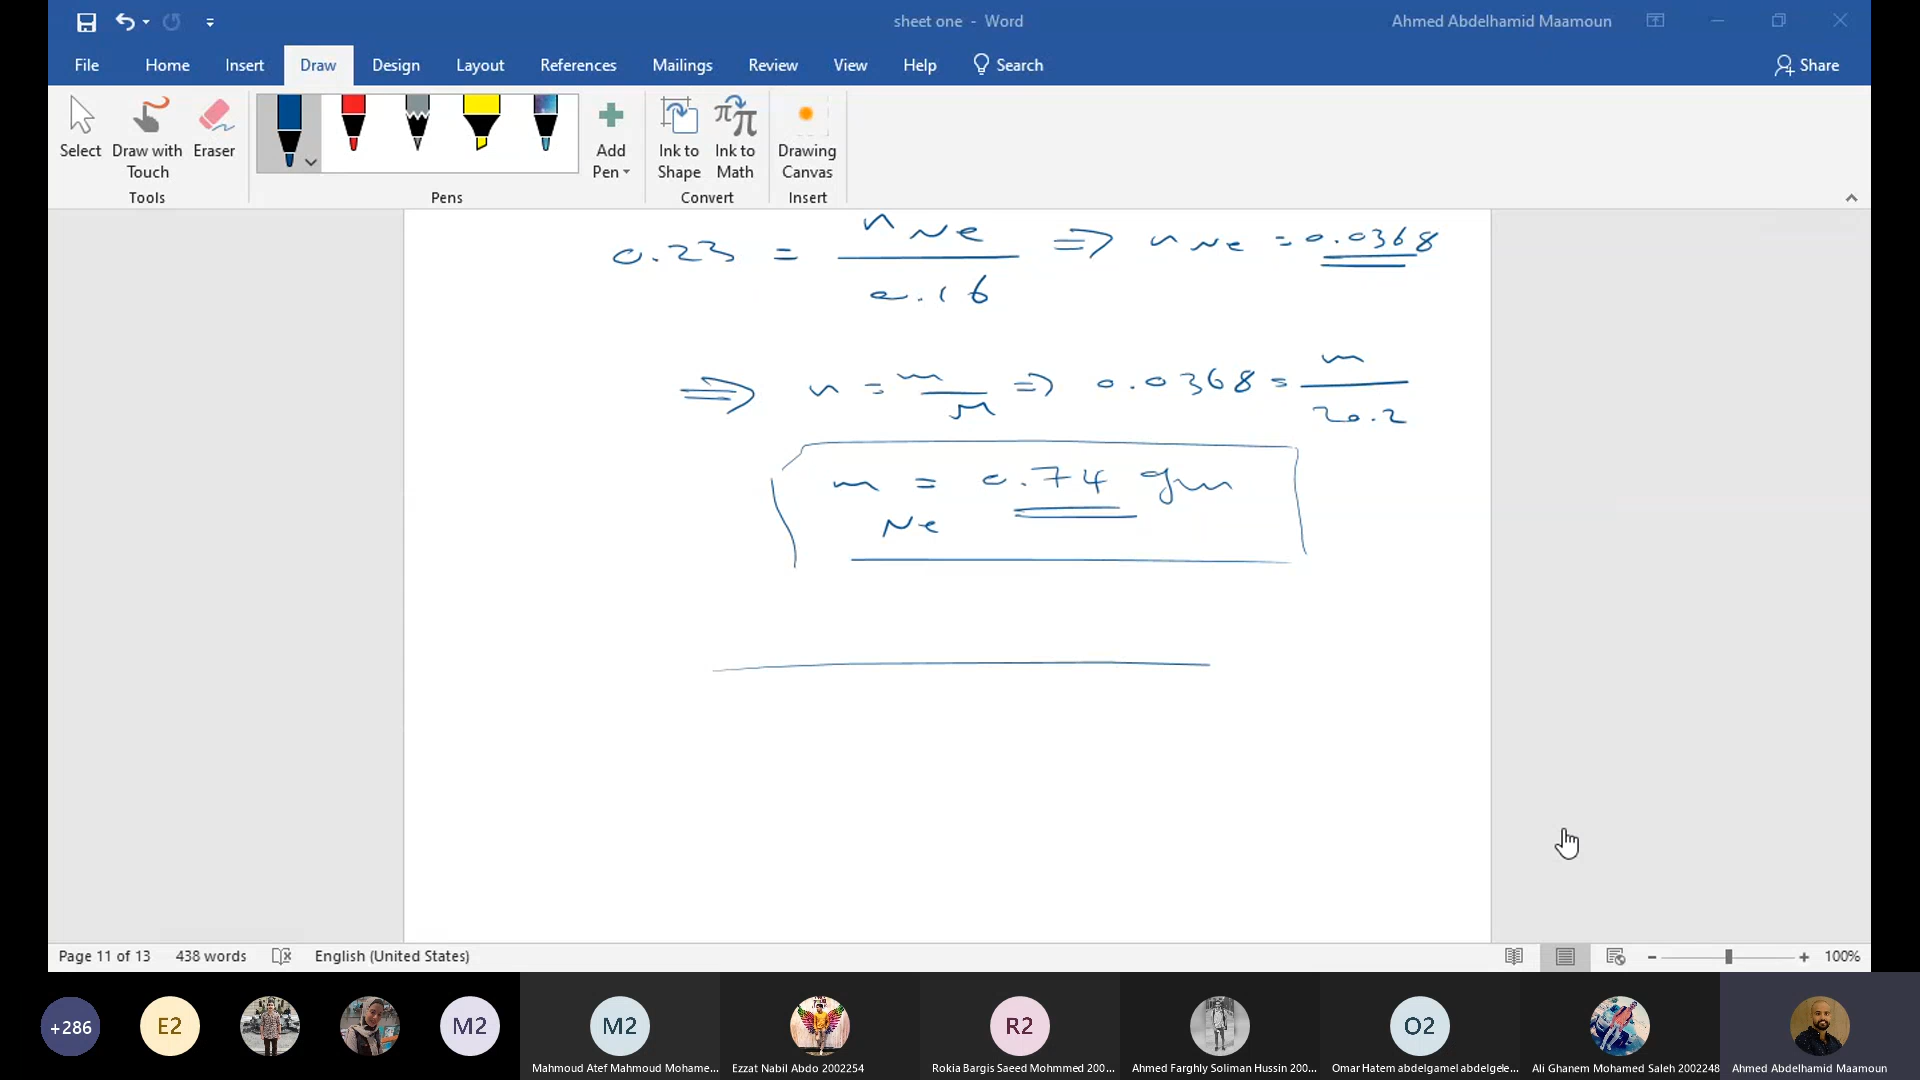 sheet one - Word
Ahmed Abdelhamid Maamoun
File Home Insert Draw Design Layout References Mailings Review View Help Search Share
Select
Draw with Touch
Eraser
Add Pen
Ink to Shape
Ink to Math
Drawing Canvas
Tools
Pens
Convert
Insert
0.23 = n Ne / 0.16 ⇒ n Ne = 0.0368
⇒ n = m / M ⇒ 0.0368 = m / 20.2
m Ne = 0.74 gm
Page 11 of 13 438 words English (United States) 100%
+286
E2
M2
M2
R2
O2
Mahmoud Atef Mahmoud Mohame...
Ezzat Nabil Abdo 2002254
Rokia Bargis Saeed Mohmmed 200...
Ahmed Farghly Soliman Hussin 200...
Omar Hatem abdelgamel abdelgele...
Ali Ghanem Mohamed Saleh 2002248
Ahmed Abdelhamid Maamoun